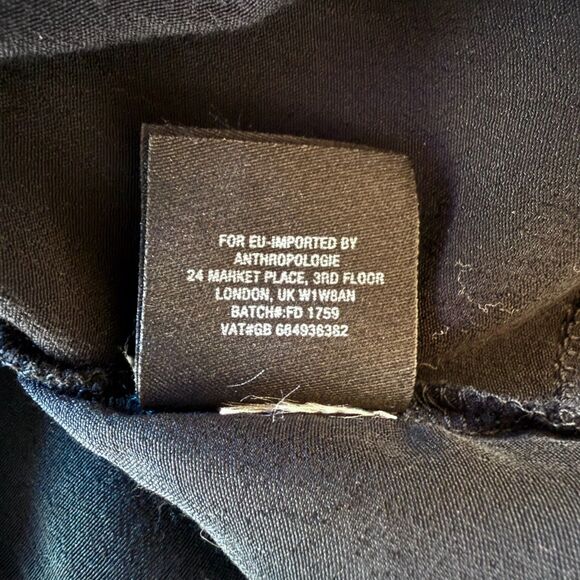 FOR EU-IMPORTED BY
ANTHROPOLOGIE
24 MARKET PLACE, 3RD FLOOR
LONDON, UK W1W8AN
BATCH#:FD 1759
VAT#GB 684936382